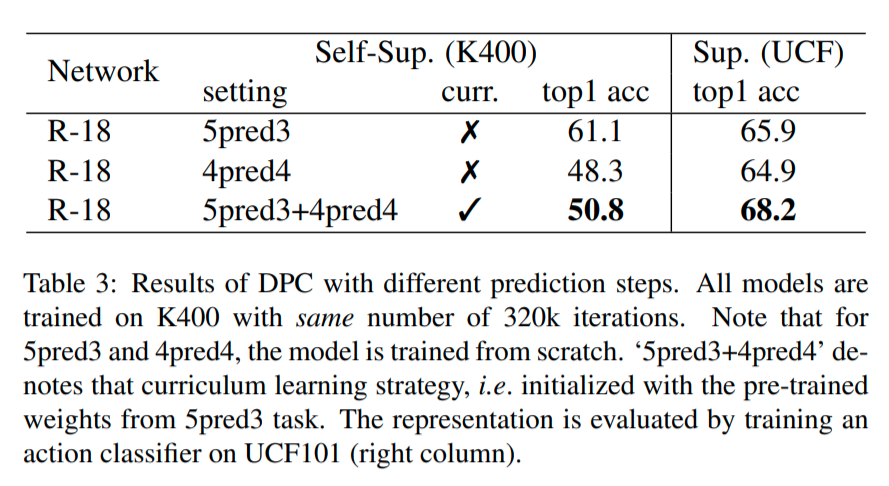 Network Self-Sup. (K400) Sup. (UCF)
setting curr. top1 acc top1 acc
R-18 5pred3 ✗ 61.1 65.9
R-18 4pred4 ✗ 48.3 64.9
R-18 5pred3+4pred4 ✓ 50.8 68.2
Table 3: Results of DPC with different prediction steps. All models are
trained on K400 with same number of 320k iterations. Note that for
5pred3 and 4pred4, the model is trained from scratch. ‘5pred3+4pred4’ de-
notes that curriculum learning strategy, i.e. initialized with the pre-trained
weights from 5pred3 task. The representation is evaluated by training an
action classifier on UCF101 (right column).